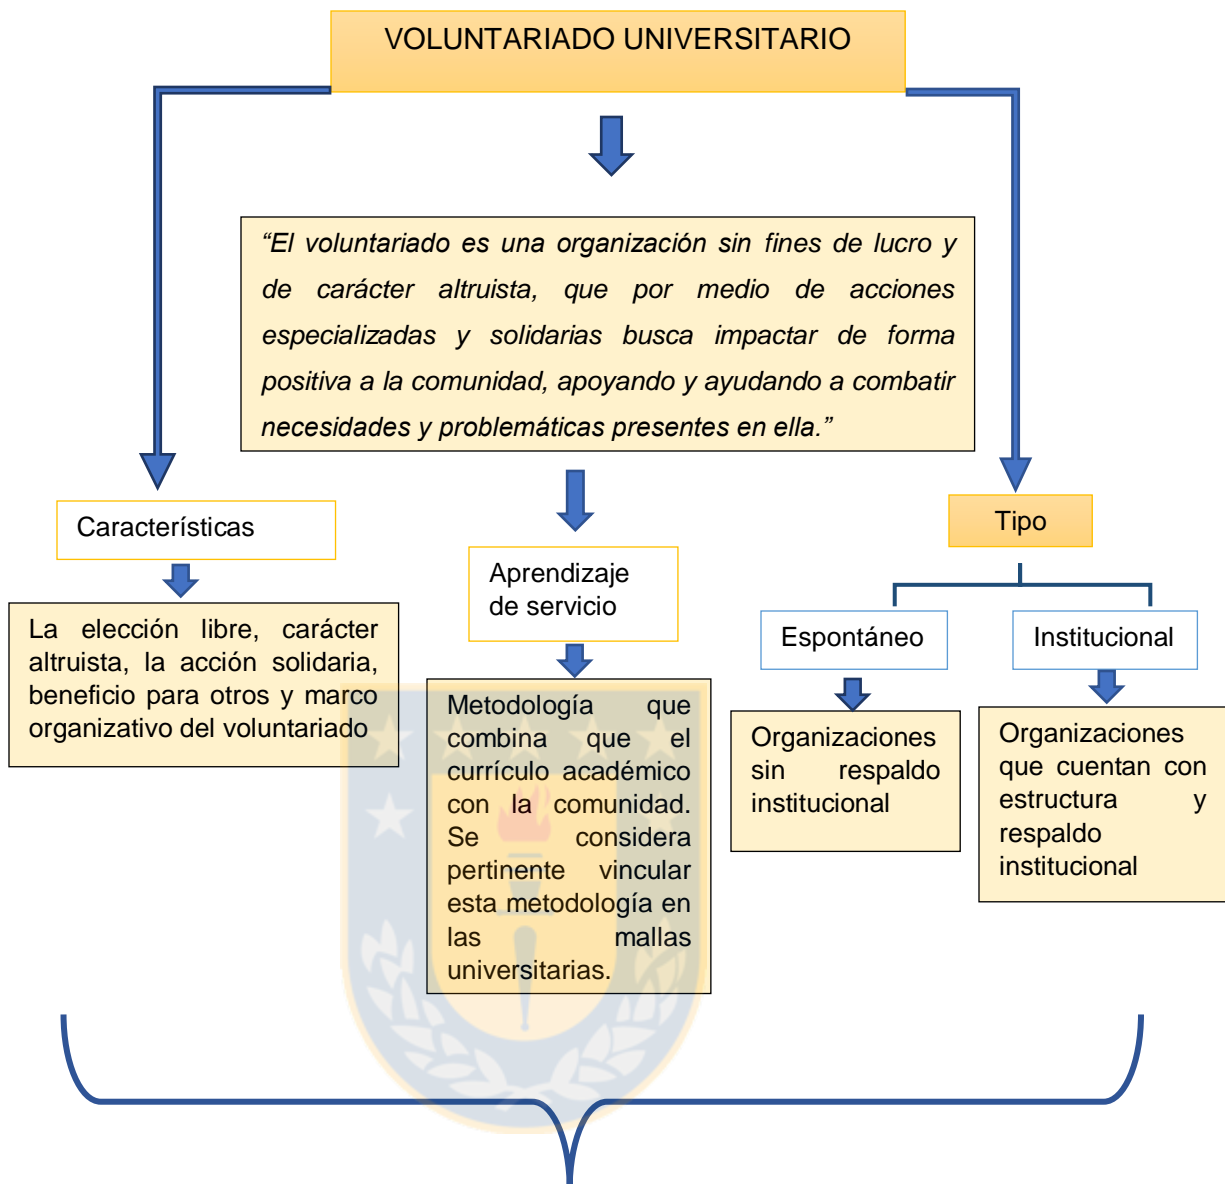 VOLUNTARIADO UNIVERSITARIO
“El voluntariado es una organización sin fines de lucro y
de carácter altruista, que por medio de acciones
especializadas y solidarias busca impactar de forma
positiva a la comunidad, apoyando y ayudando a combatir
necesidades y problemáticas presentes en ella.”
Características
La elección libre, carácter
altruista, la acción solidaria,
beneficio para otros y marco
organizativo del voluntariado
Aprendizaje
de servicio
Metodología que
combina que el
currículo académico
con la comunidad.
Se considera
pertinente vincular
esta metodología en
las mallas
universitarias.
Tipo
Espontáneo
Organizaciones
sin respaldo
institucional
Institucional
Organizaciones
que cuentan con
estructura y
respaldo
institucional